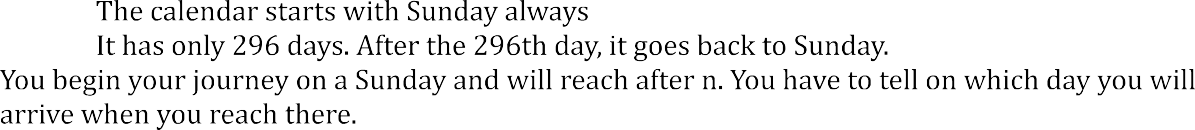 The calendar starts with Sunday always
It has only 296 days. After the 296th day, it goes back to Sunday.
You begin your journey on a Sunday and will reach after n. You have to tell on which day you will
arrive when you reach there.